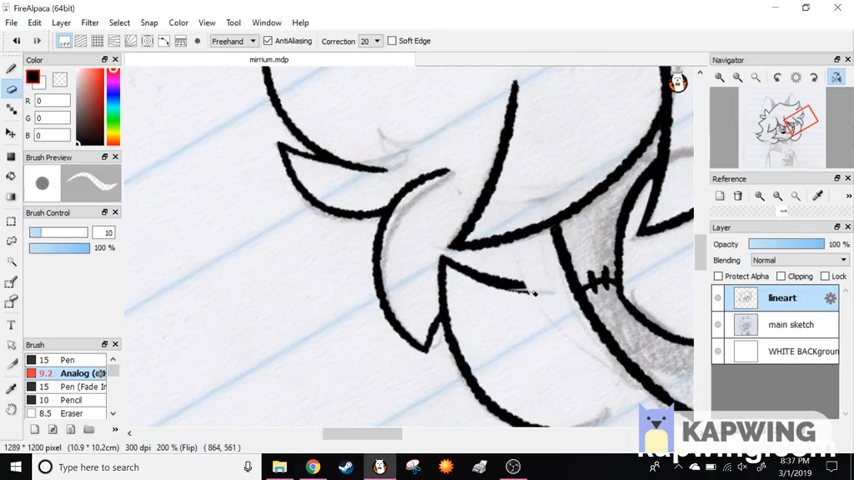 FireAlpaca (64bit)
File Edit Layer Filter Select Snap Color View Tool Window Help
off Freehand AntiAliasing Correction 20 Soft Edge
mirrium.mdp
Color
R 0
G 0
B 0
Brush Preview
Brush Control
10
100 %
Brush
15 Pen
9.2 Analog
15 Pen (Fade In
10 Pencil
8.5 Eraser
Navigator
Reference
Layer
Opacity 100 %
Blending Normal
Protect Alpha Clipping Lock
lineart
main sketch
WHITE BACKgroun
1289 * 1200 pixel (10.9 * 10.2cm) 300 dpi 200 % (Flip) (864, 561)
KAPWING
kapwing.com
Type here to search
8:37 PM
3/1/2019